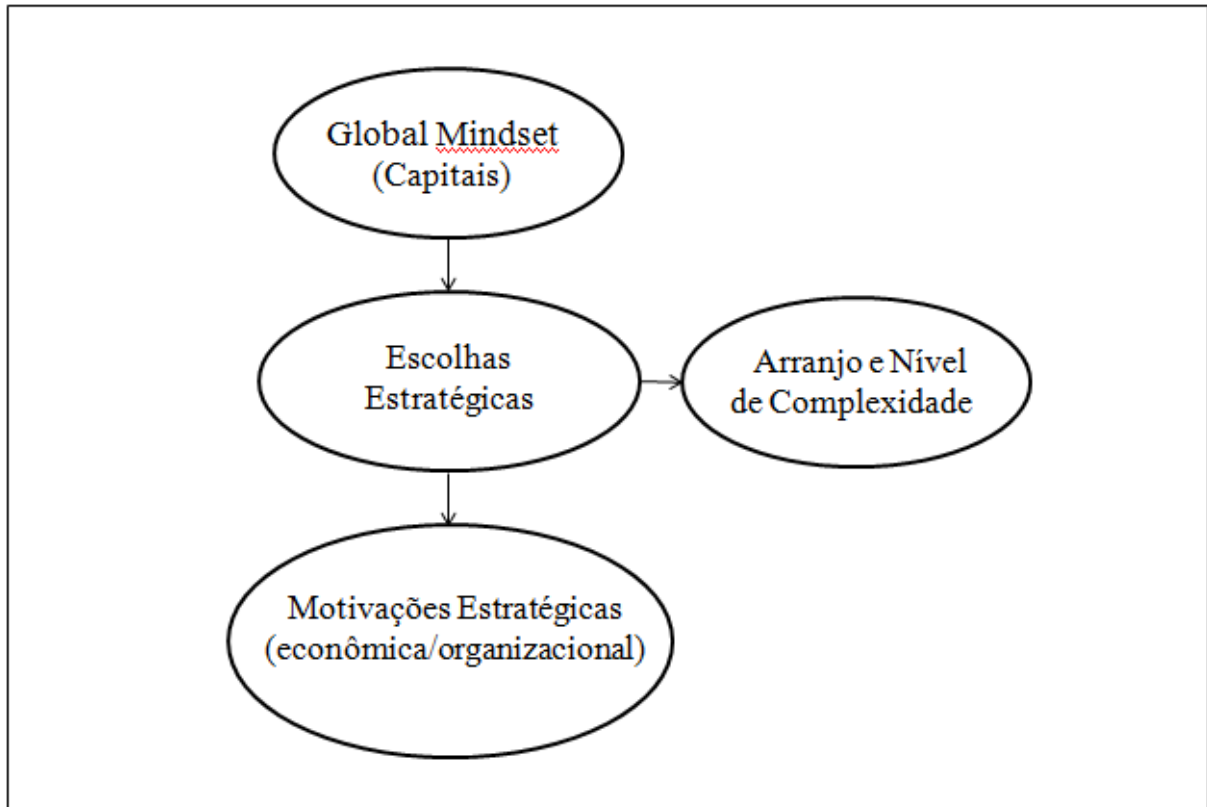 Global Mindset
(Capitais)
Escolhas
Estratégicas
Arranjo e Nível
de Complexidade
Motivações Estratégicas
(econômica/organizacional)